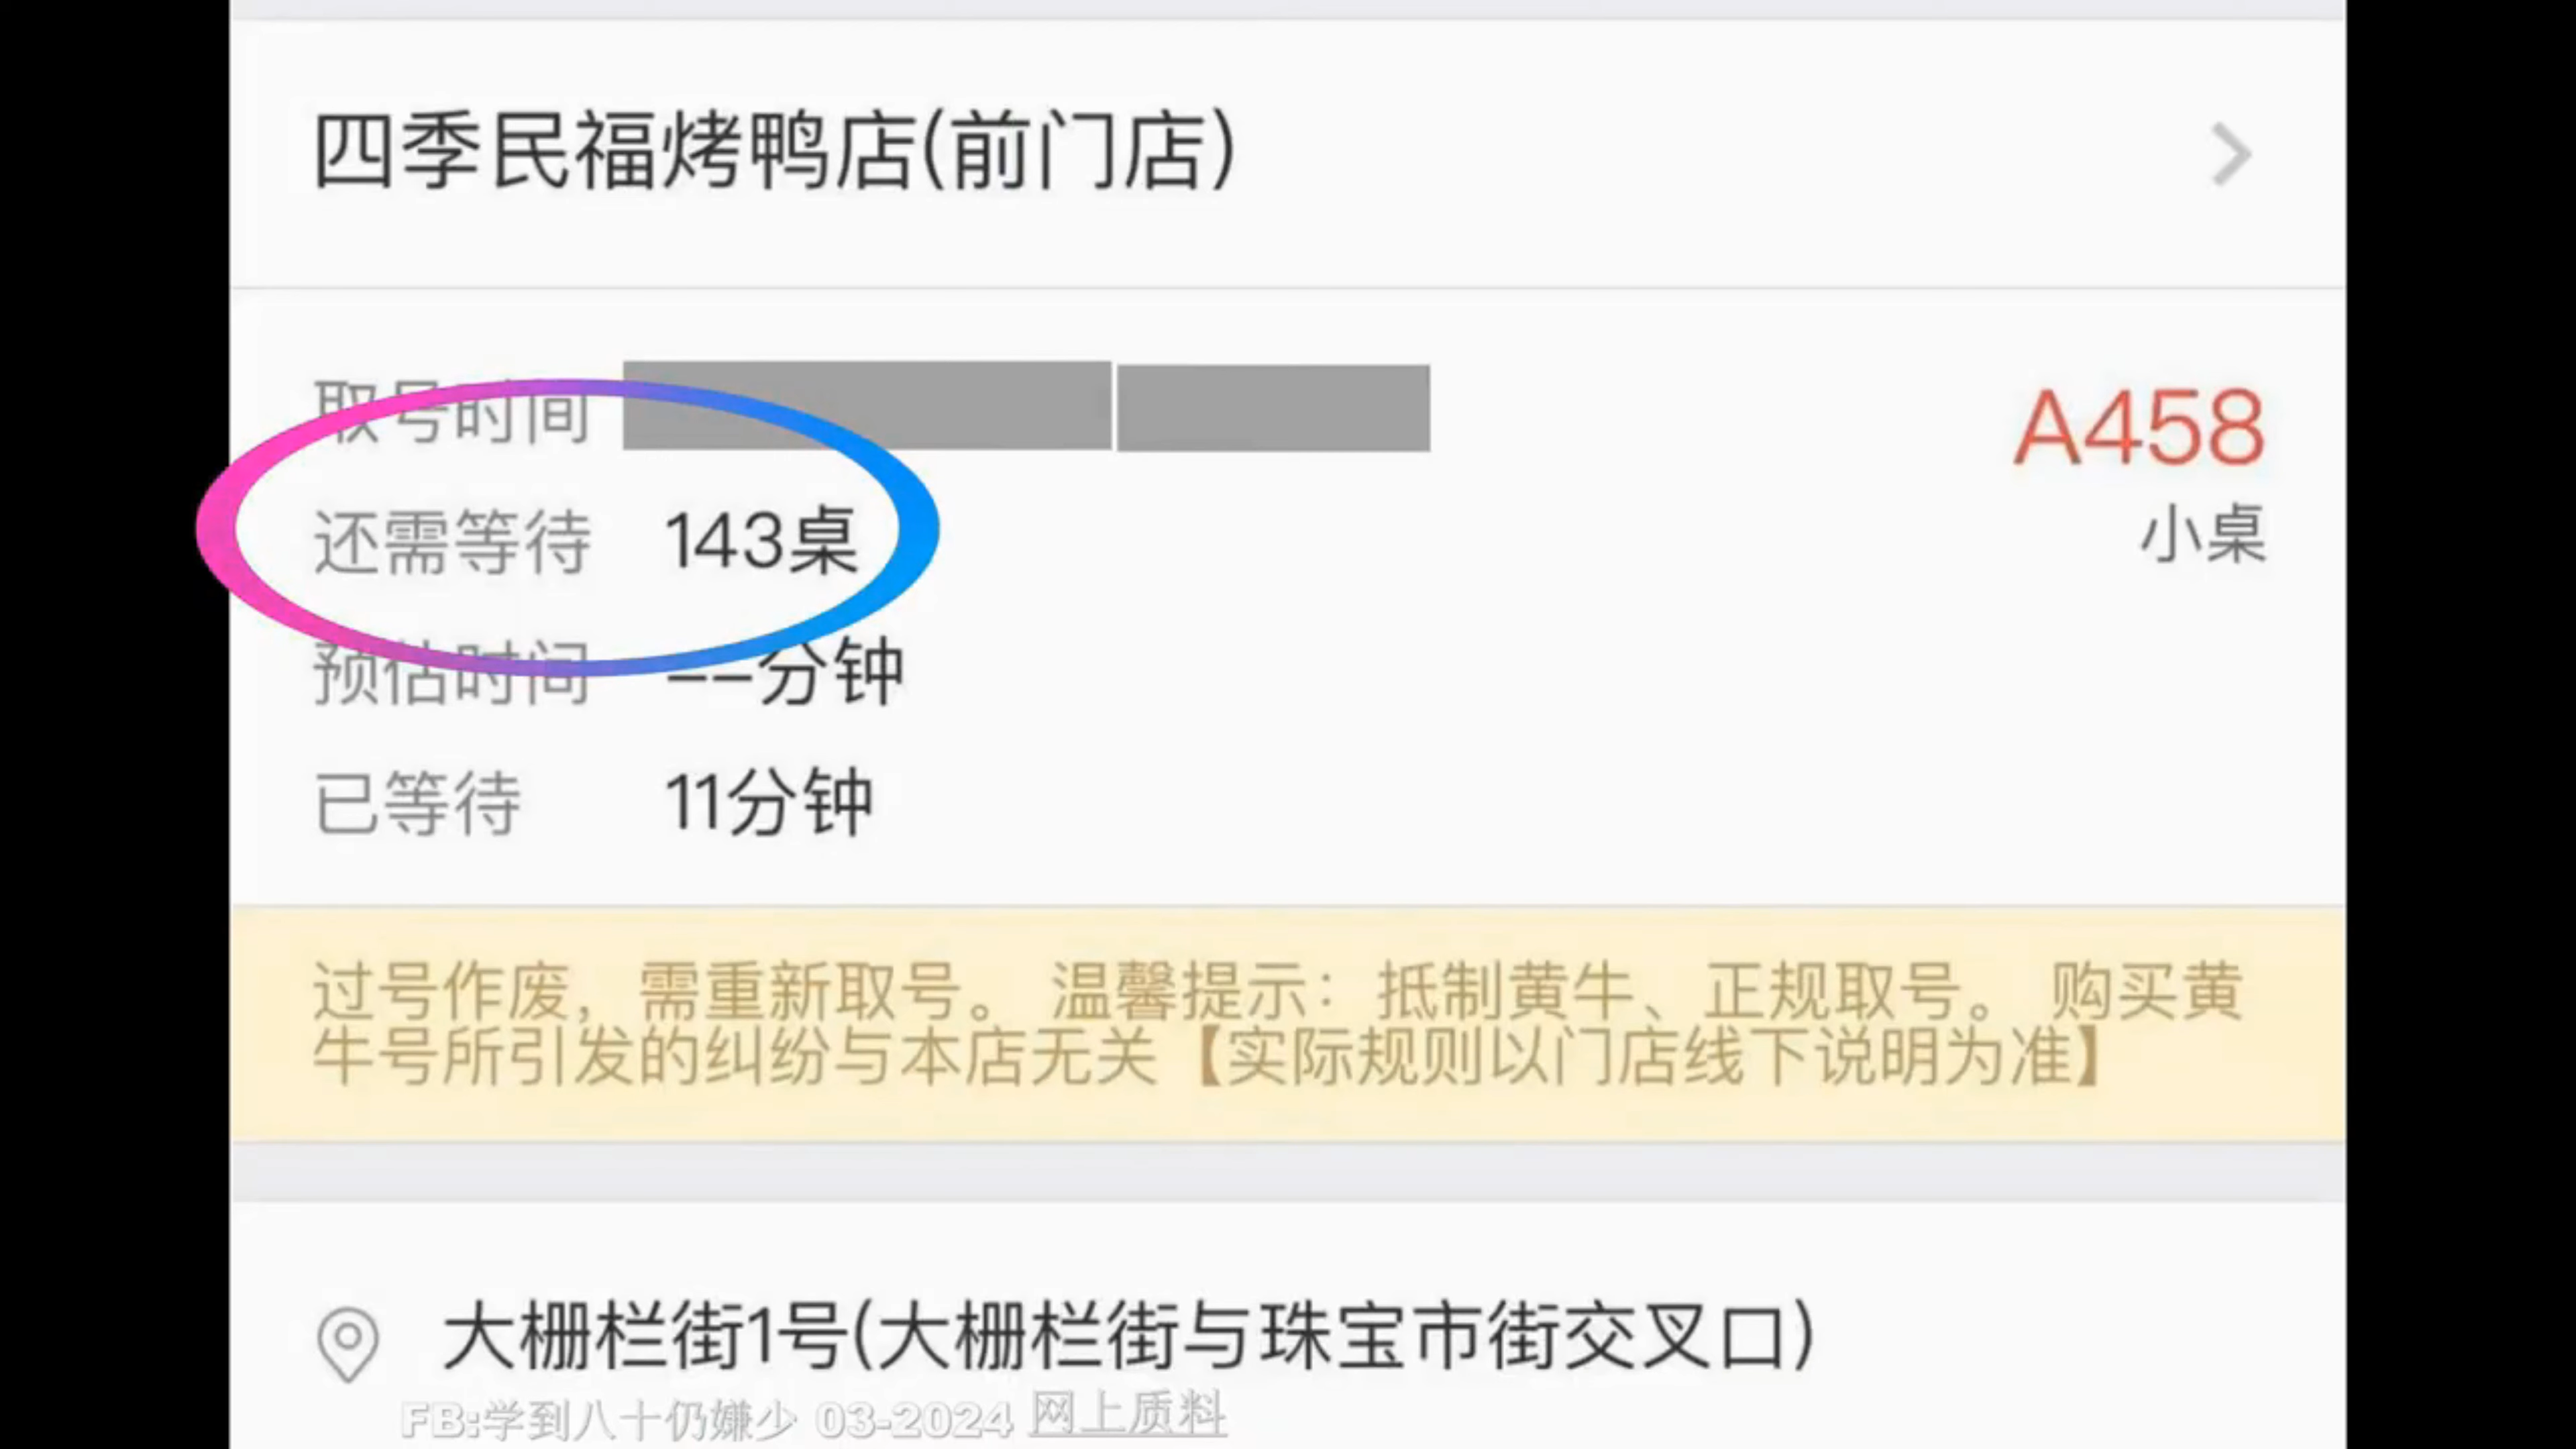 四季民福烤鸭店(前门店)
取号时间
A458
还需等待 143桌
小桌
预估时间 --分钟
已等待 11分钟
过号作废，需重新取号。 温馨提示：抵制黄牛、正规取号。 购买黄
牛号所引发的纠纷与本店无关【实际规则以门店线下说明为准】
大栅栏街1号(大栅栏街与珠宝市街交叉口)
FB:学到八十仍嫌少 03-2024 网上质料